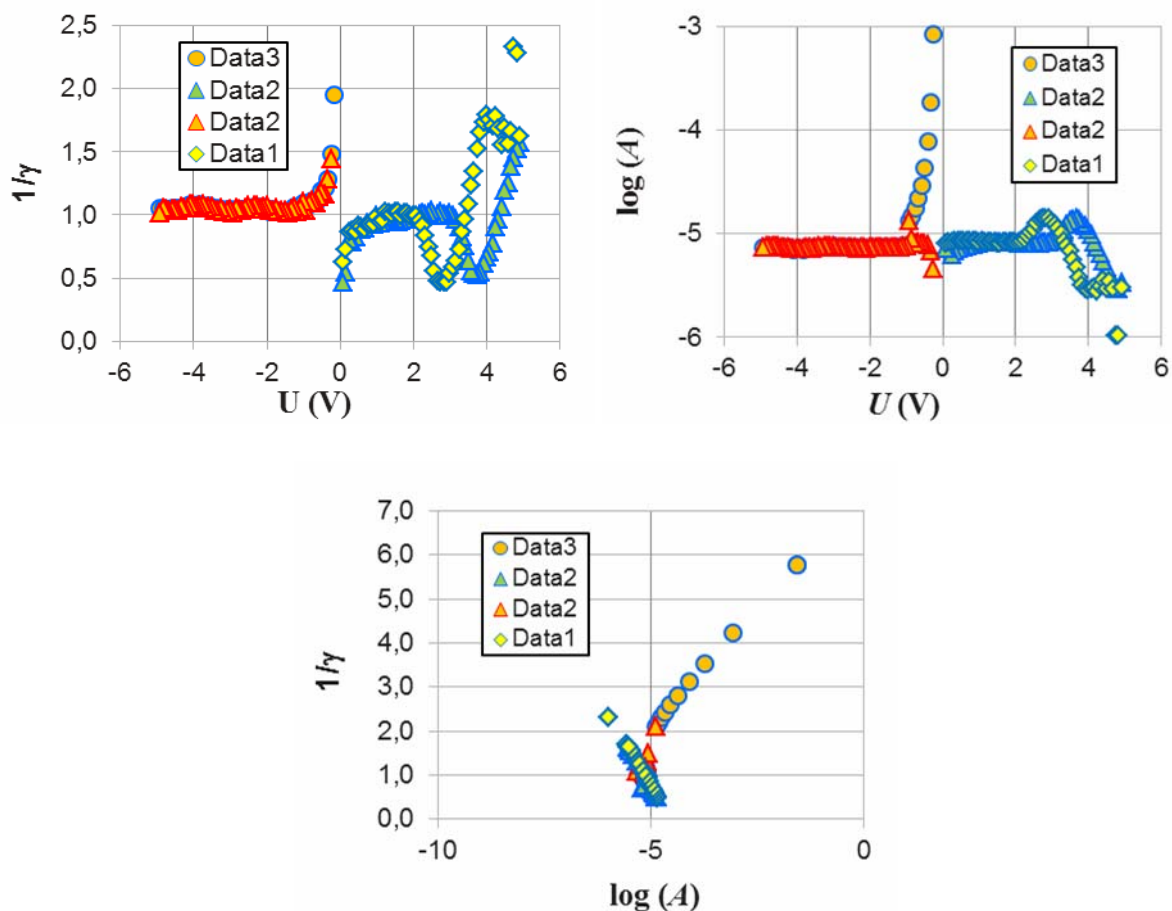 2,5
2,0
1,5
1,0
0,5
0,0
1/γ
Data3
Data2
Data2
Data1
-6 -4 -2 0 2 4 6
U (V)
-3
-4
-5
-6
log (A)
Data3
Data2
Data2
Data1
-6 -4 -2 0 2 4 6
U (V)
7,0
6,0
5,0
4,0
3,0
2,0
1,0
0,0
1/γ
Data3
Data2
Data2
Data1
-10 -5 0
log (A)